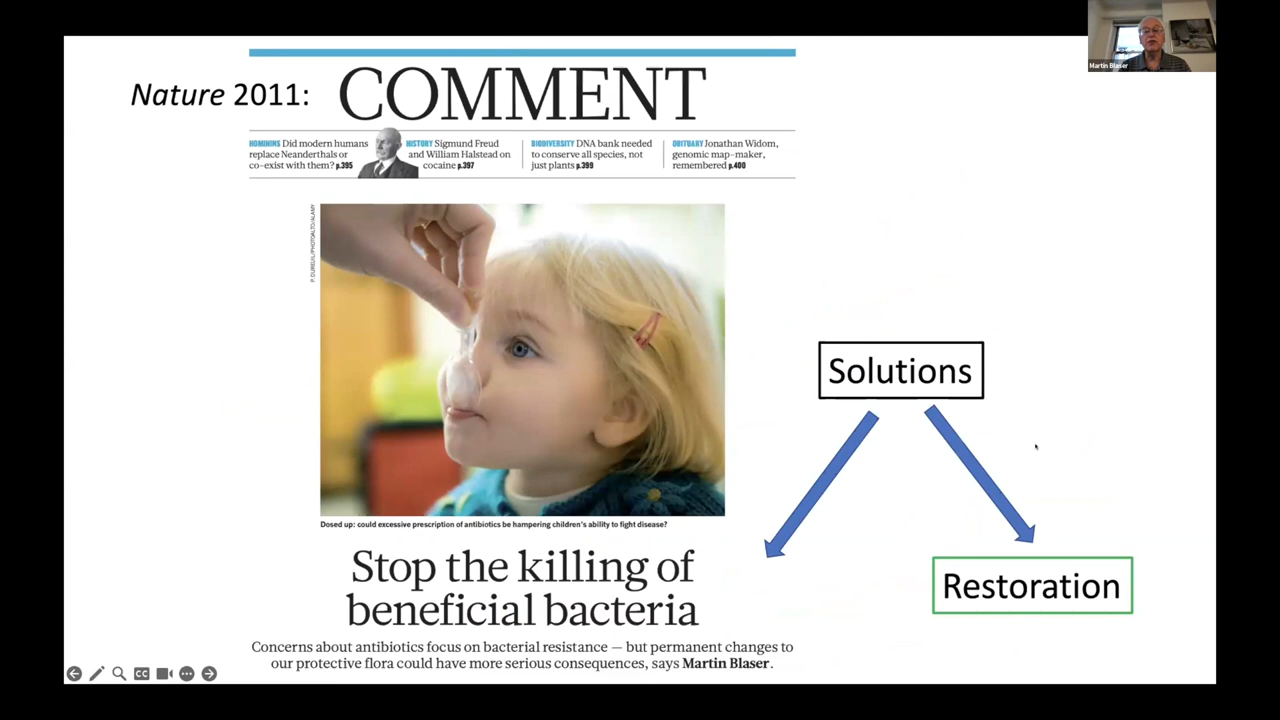 Martin Blaser
Nature 2011:
COMMENT
HOMININS Did modern humans
replace Neanderthals or
co-exist with them? p.395
HISTORY Sigmund Freud
and William Halstead on
cocaine p.397
BIODIVERSITY DNA bank needed
to conserve all species, not
just plants p.399
OBITUARY Jonathan Widom,
genomic map-maker,
remembered p.400
P. DUREUIL/PHOTOALTO/ALAMY
Dosed up: could excessive prescription of antibiotics be hampering children's ability to fight disease?
Stop the killing of
beneficial bacteria
Concerns about antibiotics focus on bacterial resistance — but permanent changes to
our protective flora could have more serious consequences, says Martin Blaser.
Solutions
Restoration
CC